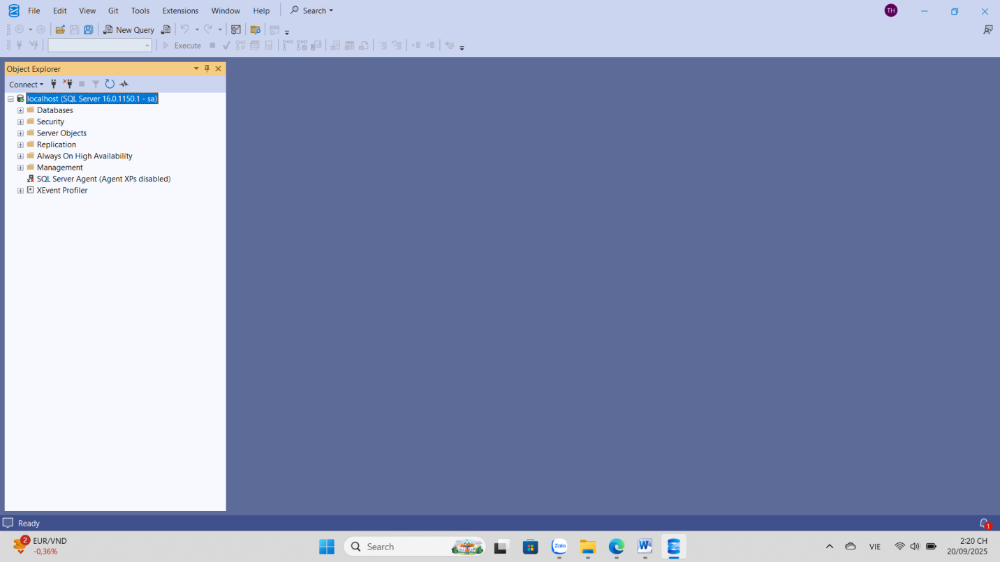 File Edit View Git Tools Extensions Window Help Search
TH
New Query
Execute
Object Explorer
Connect
localhost (SQL Server 16.0.1150.1 - sa)
Databases
Security
Server Objects
Replication
Always On High Availability
Management
SQL Server Agent (Agent XPs disabled)
XEvent Profiler
Ready
1
2
EUR/VND
-0,36%
Search
Zalo
W
VIE
2:20 CH
20/09/2025